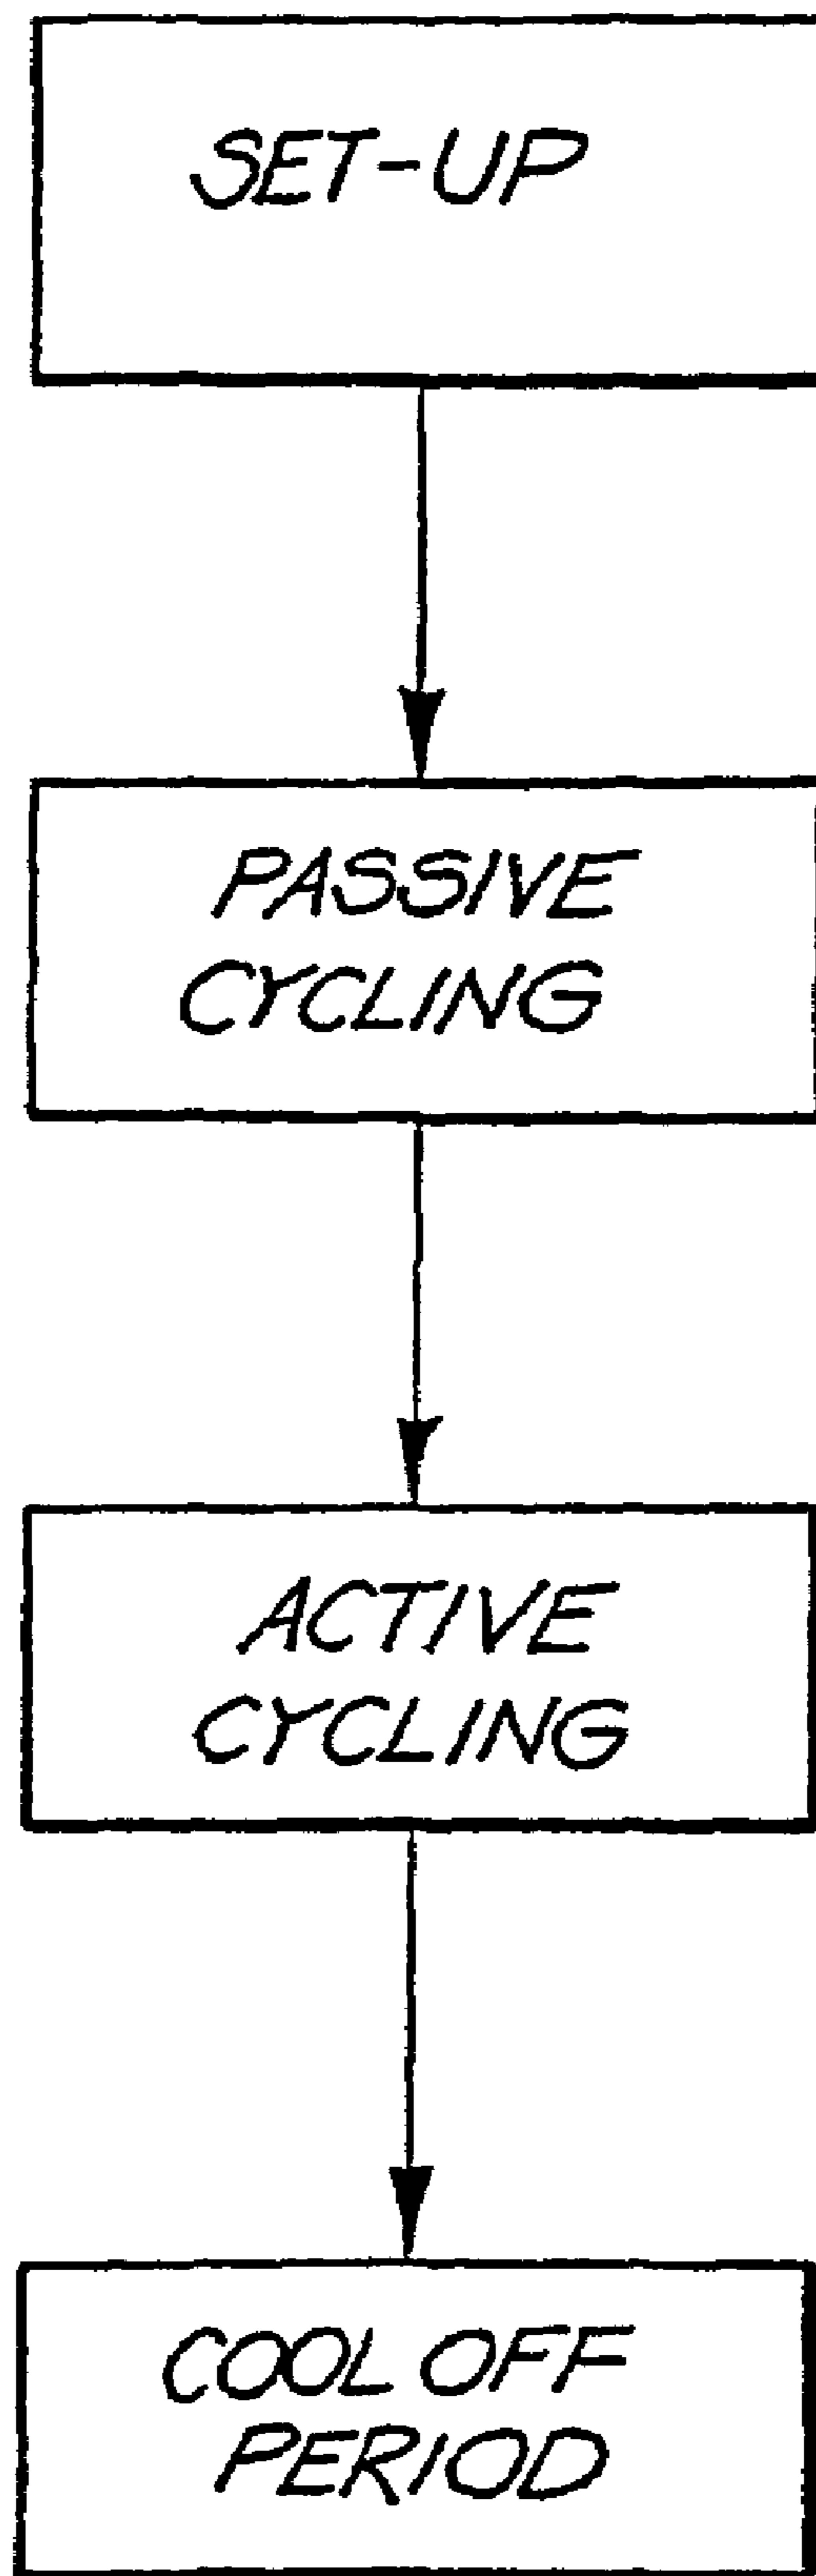 SET-UP
PASSIVE
CYCLING
ACTIVE
CYCLING
COOL OFF
PERIOD